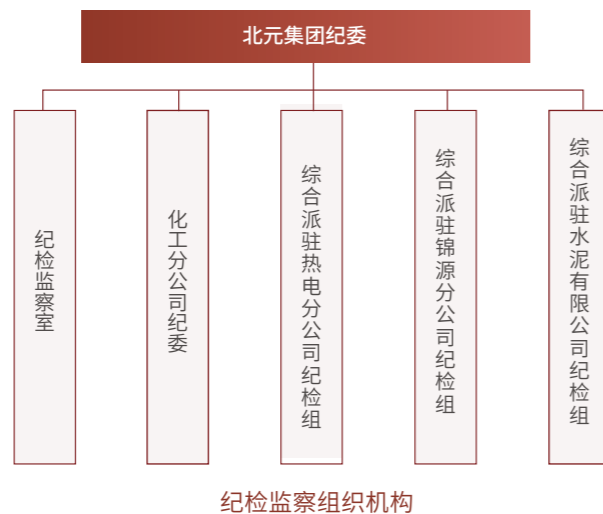 北元集团纪委
纪检监察室
化工分公司纪委
综合派驻热电分公司纪检组
综合派驻锦源分公司纪检组
综合派驻水泥有限公司纪检组
纪检监察组织机构